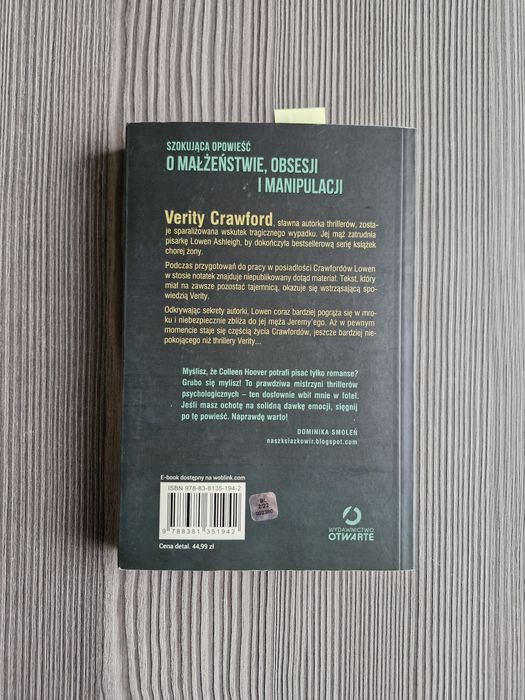 SZOKUJĄCA OPOWIEŚĆ
O MAŁŻEŃSTWIE, OBSESJI
I MANIPULACJI
Verity Crawford, sławna autorka thrillerów, zosta-
je sparaliżowana wskutek tragicznego wypadku. Jej mąż zatrudnia
pisarkę Lowen Ashleigh, by dokończyła bestsellerową serię książek
chorej żony.
Podczas przygotowań do pracy w posiadłości Crawfordów Lowen
w stosie notatek znajduje niepublikowany dotąd materiał. Tekst, który
miał na zawsze pozostać tajemnicą, okazuje się wstrząsającą spo-
wiedzią Verity.
Odkrywając sekrety autorki, Lowen coraz bardziej pogrąża się w mro-
ku i niebezpiecznie zbliża do jej męża Jeremy'ego. Aż w pewnym
momencie staje się częścią życia Crawfordów, jeszcze bardziej nie-
pokojącego niż thrillery Verity...
Myślisz, że Colleen Hoover potrafi pisać tylko romanse?
Grubo się mylisz! To prawdziwa mistrzyni thrillerów
psychologicznych – ten dosłownie wbił mnie w fotel.
Jeśli masz ochotę na solidną dawkę emocji, sięgnij
po tę powieść. Naprawdę warto!
DOMINIKA SMOLEŃ
naszksiazkowir.blogspot.com
E-book dostępny na woblink.com
ISBN 978-83-8135-194-2
9 788381 351942
Cena detal. 44,99 zł
WYDAWNICTWO
OTWARTE